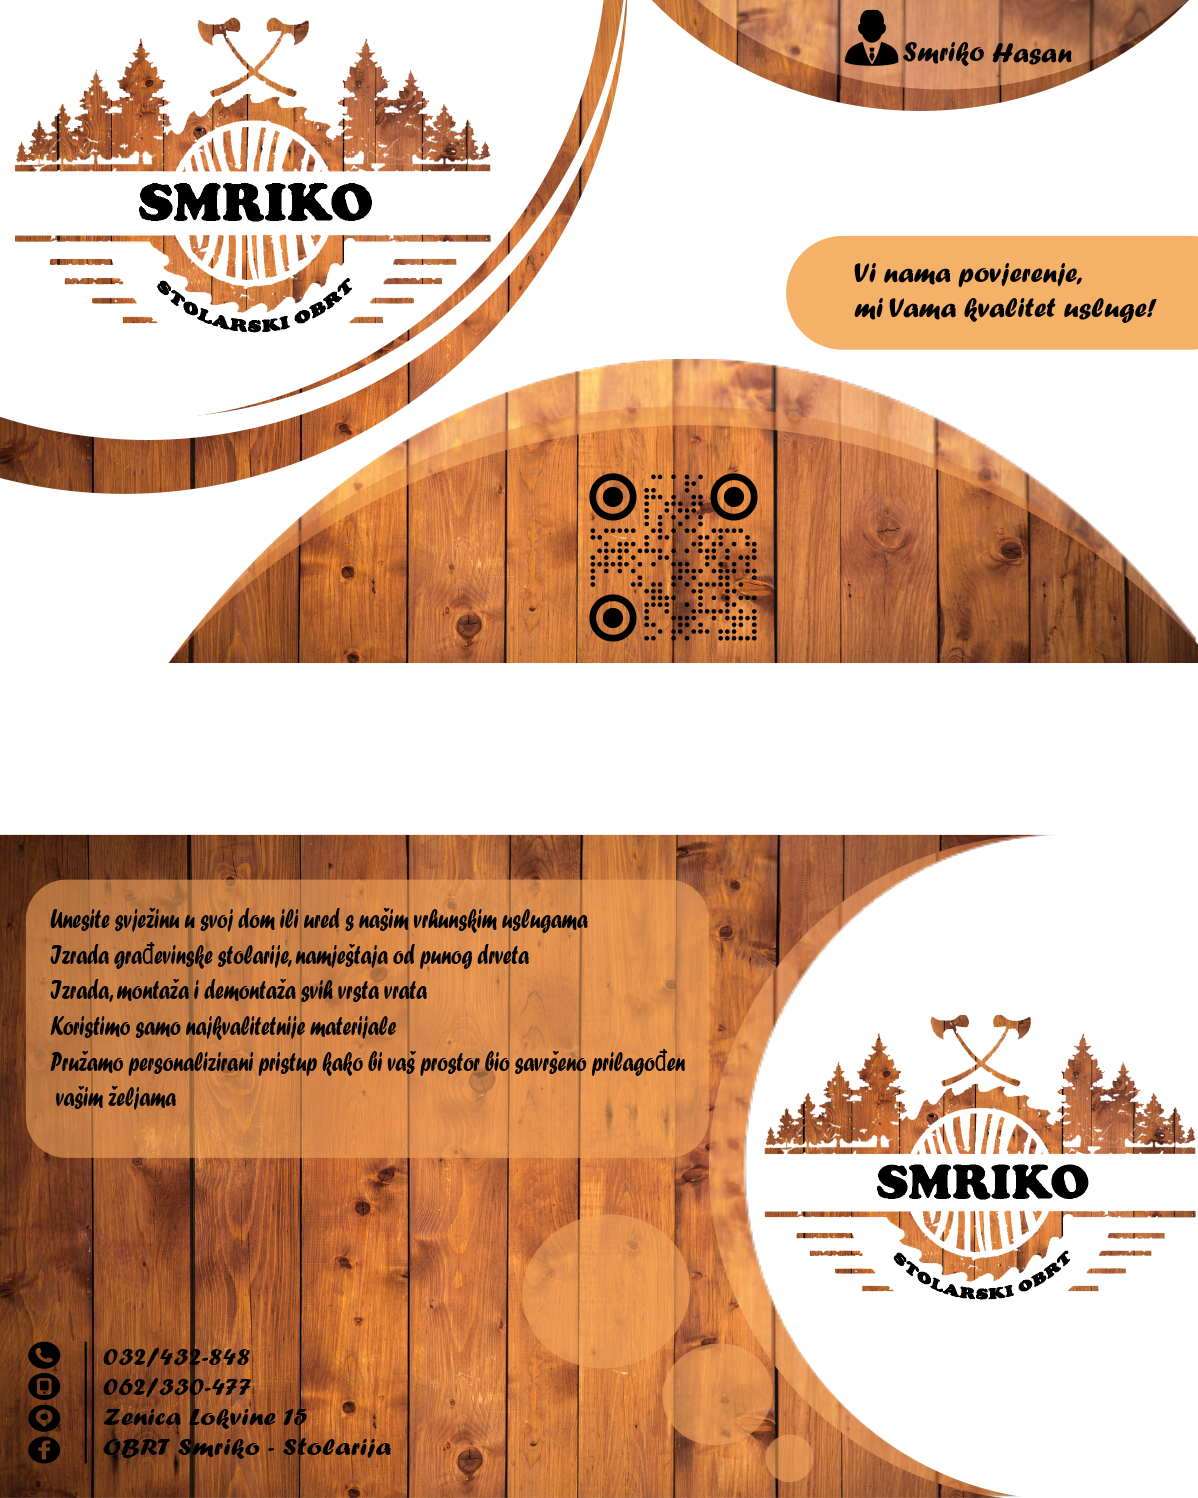 SMRIKO
STOLARSKI OBRT
Smriko Hasan
Vi nama povjerenje,
mi Vama kvalitet usluge!
Unesite svježinu u svoj dom ili ured s našim vrhunskim uslugama
Izrada građevinske stolarije, namještaja od punog drveta
Izrada, montaža i demontaža svih vrsta vrata
Koristimo samo najkvalitetnije materijale
Pružamo personalizirani pristup kako bi vaš prostor bio savršeno prilagođen
vašim željama
SMRIKO
STOLARSKI OBRT
032/432-848
062/330-477
Zenica Lokvine 15
OBRT Smriko - Stolarija